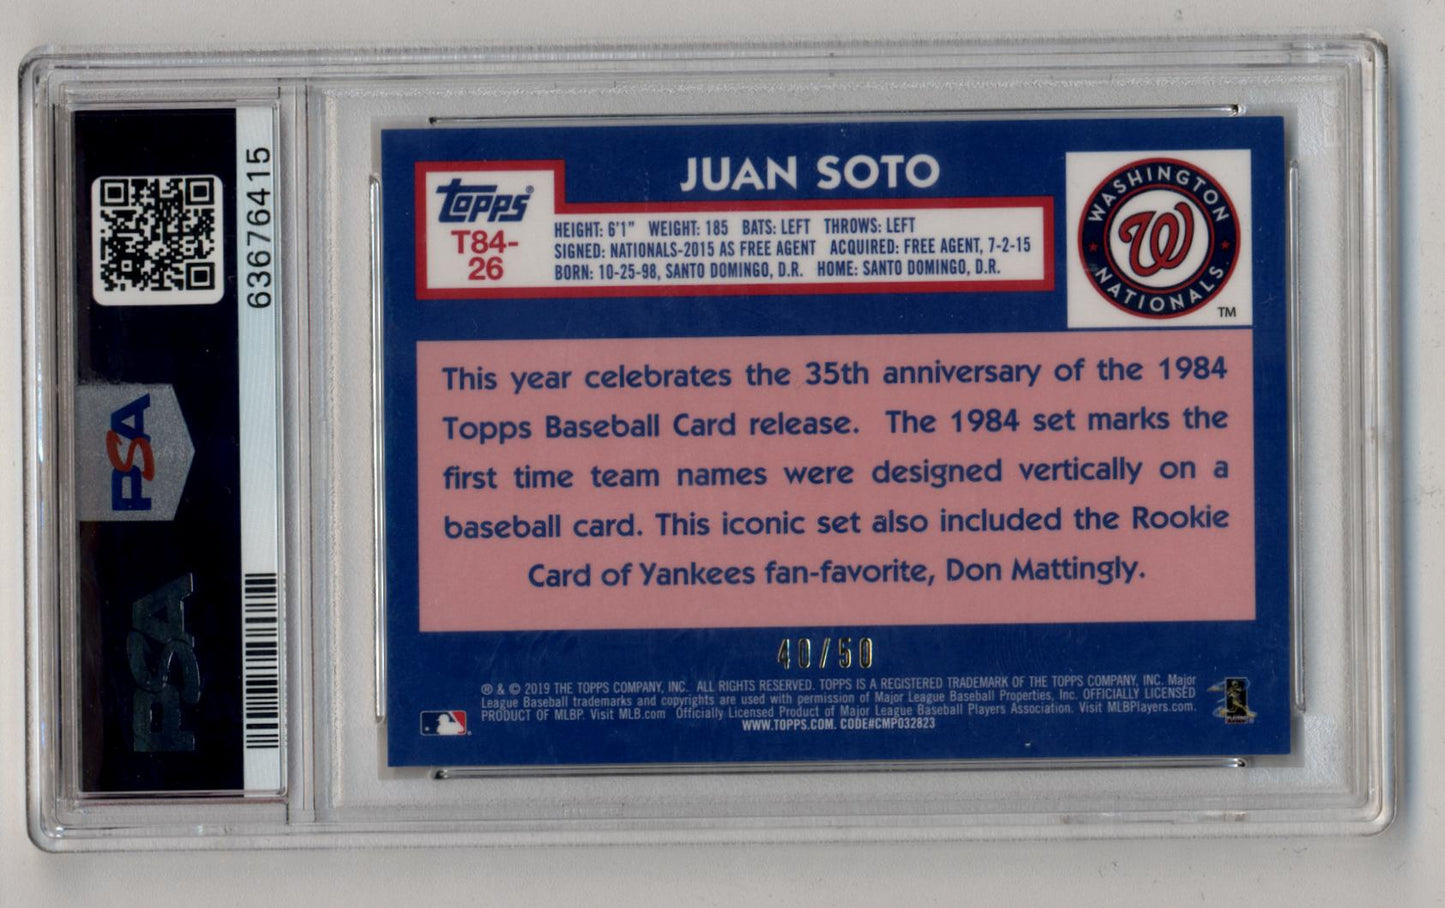 JUAN SOTO
Topps®
T84-
26
HEIGHT: 6'1" WEIGHT: 185 BATS: LEFT THROWS: LEFT
SIGNED: NATIONALS-2015 AS FREE AGENT ACQUIRED: FREE AGENT, 7-2-15
BORN: 10-25-98, SANTO DOMINGO, D.R. HOME: SANTO DOMINGO, D.R.
WASHINGTON
W
NATIONALS
TM
This year celebrates the 35th anniversary of the 1984
Topps Baseball Card release. The 1984 set marks the
first time team names were designed vertically on a
baseball card. This iconic set also included the Rookie
Card of Yankees fan-favorite, Don Mattingly.
40/50
® & © 2019 THE TOPPS COMPANY, INC. ALL RIGHTS RESERVED. TOPPS IS A REGISTERED TRADEMARK OF THE TOPPS COMPANY, INC. Major
League Baseball trademarks and copyrights are used with permission of Major League Baseball Properties, Inc. OFFICIALLY LICENSED
PRODUCT OF MLBP. Visit MLB.com Officially Licensed Product of Major League Baseball Players Association. Visit MLBPlayers.com.
WWW.TOPPS.COM. CODE#CMP032823
63676415
PSA
PSA